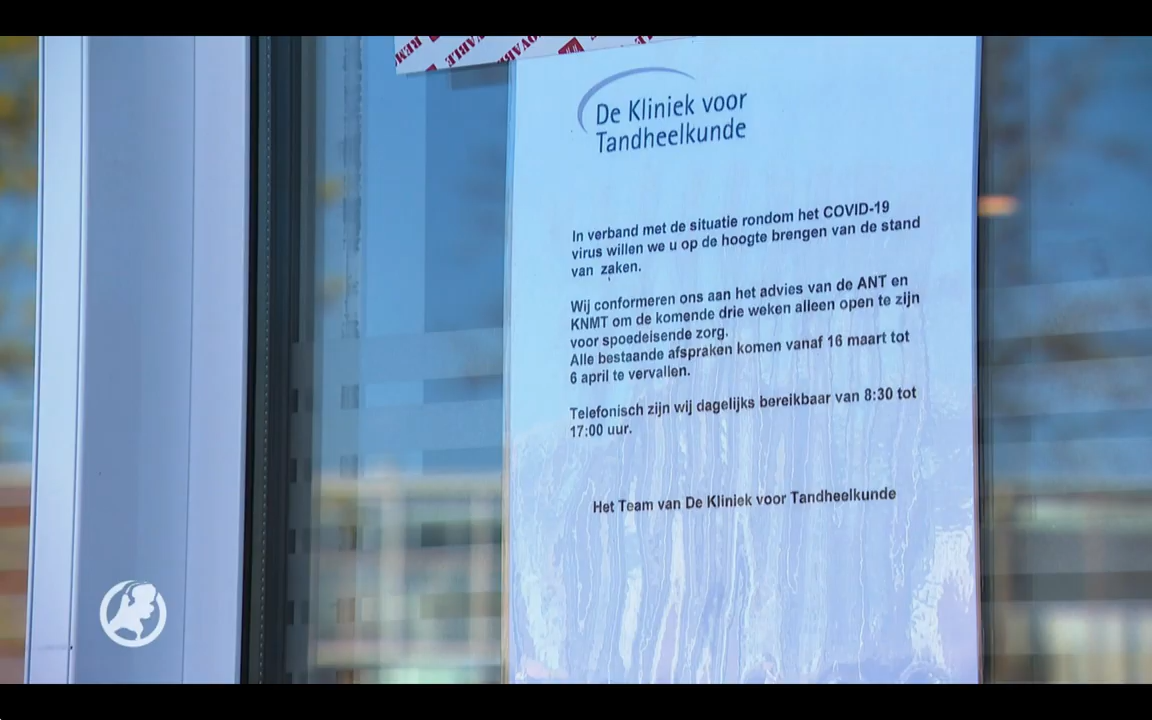 REMOVABLE
De Kliniek voor
Tandheelkunde
In verband met de situatie rondom het COVID-19
virus willen we u op de hoogte brengen van de stand
van zaken.
Wij conformeren ons aan het advies van de ANT en
KNMT om de komende drie weken alleen open te zijn
voor spoedeisende zorg.
Alle bestaande afspraken komen vanaf 16 maart tot
6 april te vervallen.
Telefonisch zijn wij dagelijks bereikbaar van 8:30 tot
17:00 uur.
Het Team van De Kliniek voor Tandheelkunde